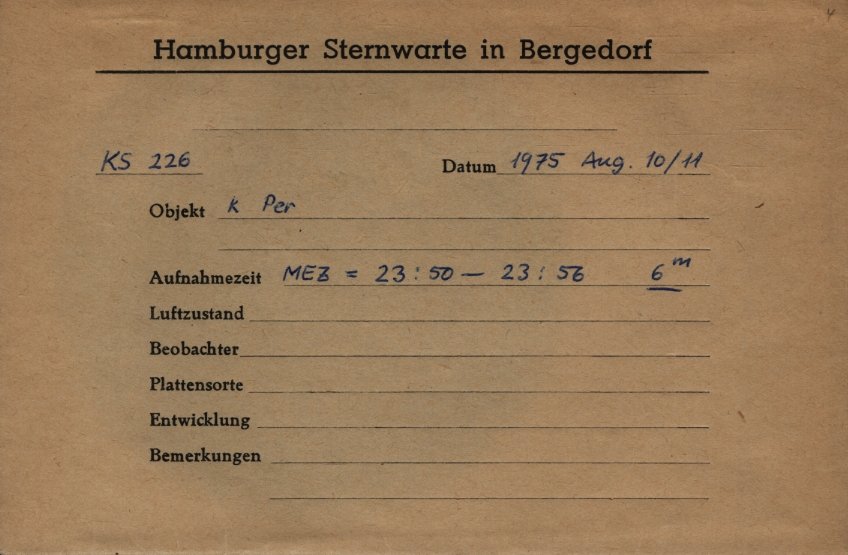 Hamburger Sternwarte in Bergedorf
KS 226 Datum 1975 Aug. 10/11
Objekt K Per
Aufnahmezeit MEZ = 23:50 — 23:56 6ᵐ
Luftzustand
Beobachter
Plattensorte
Entwicklung
Bemerkungen